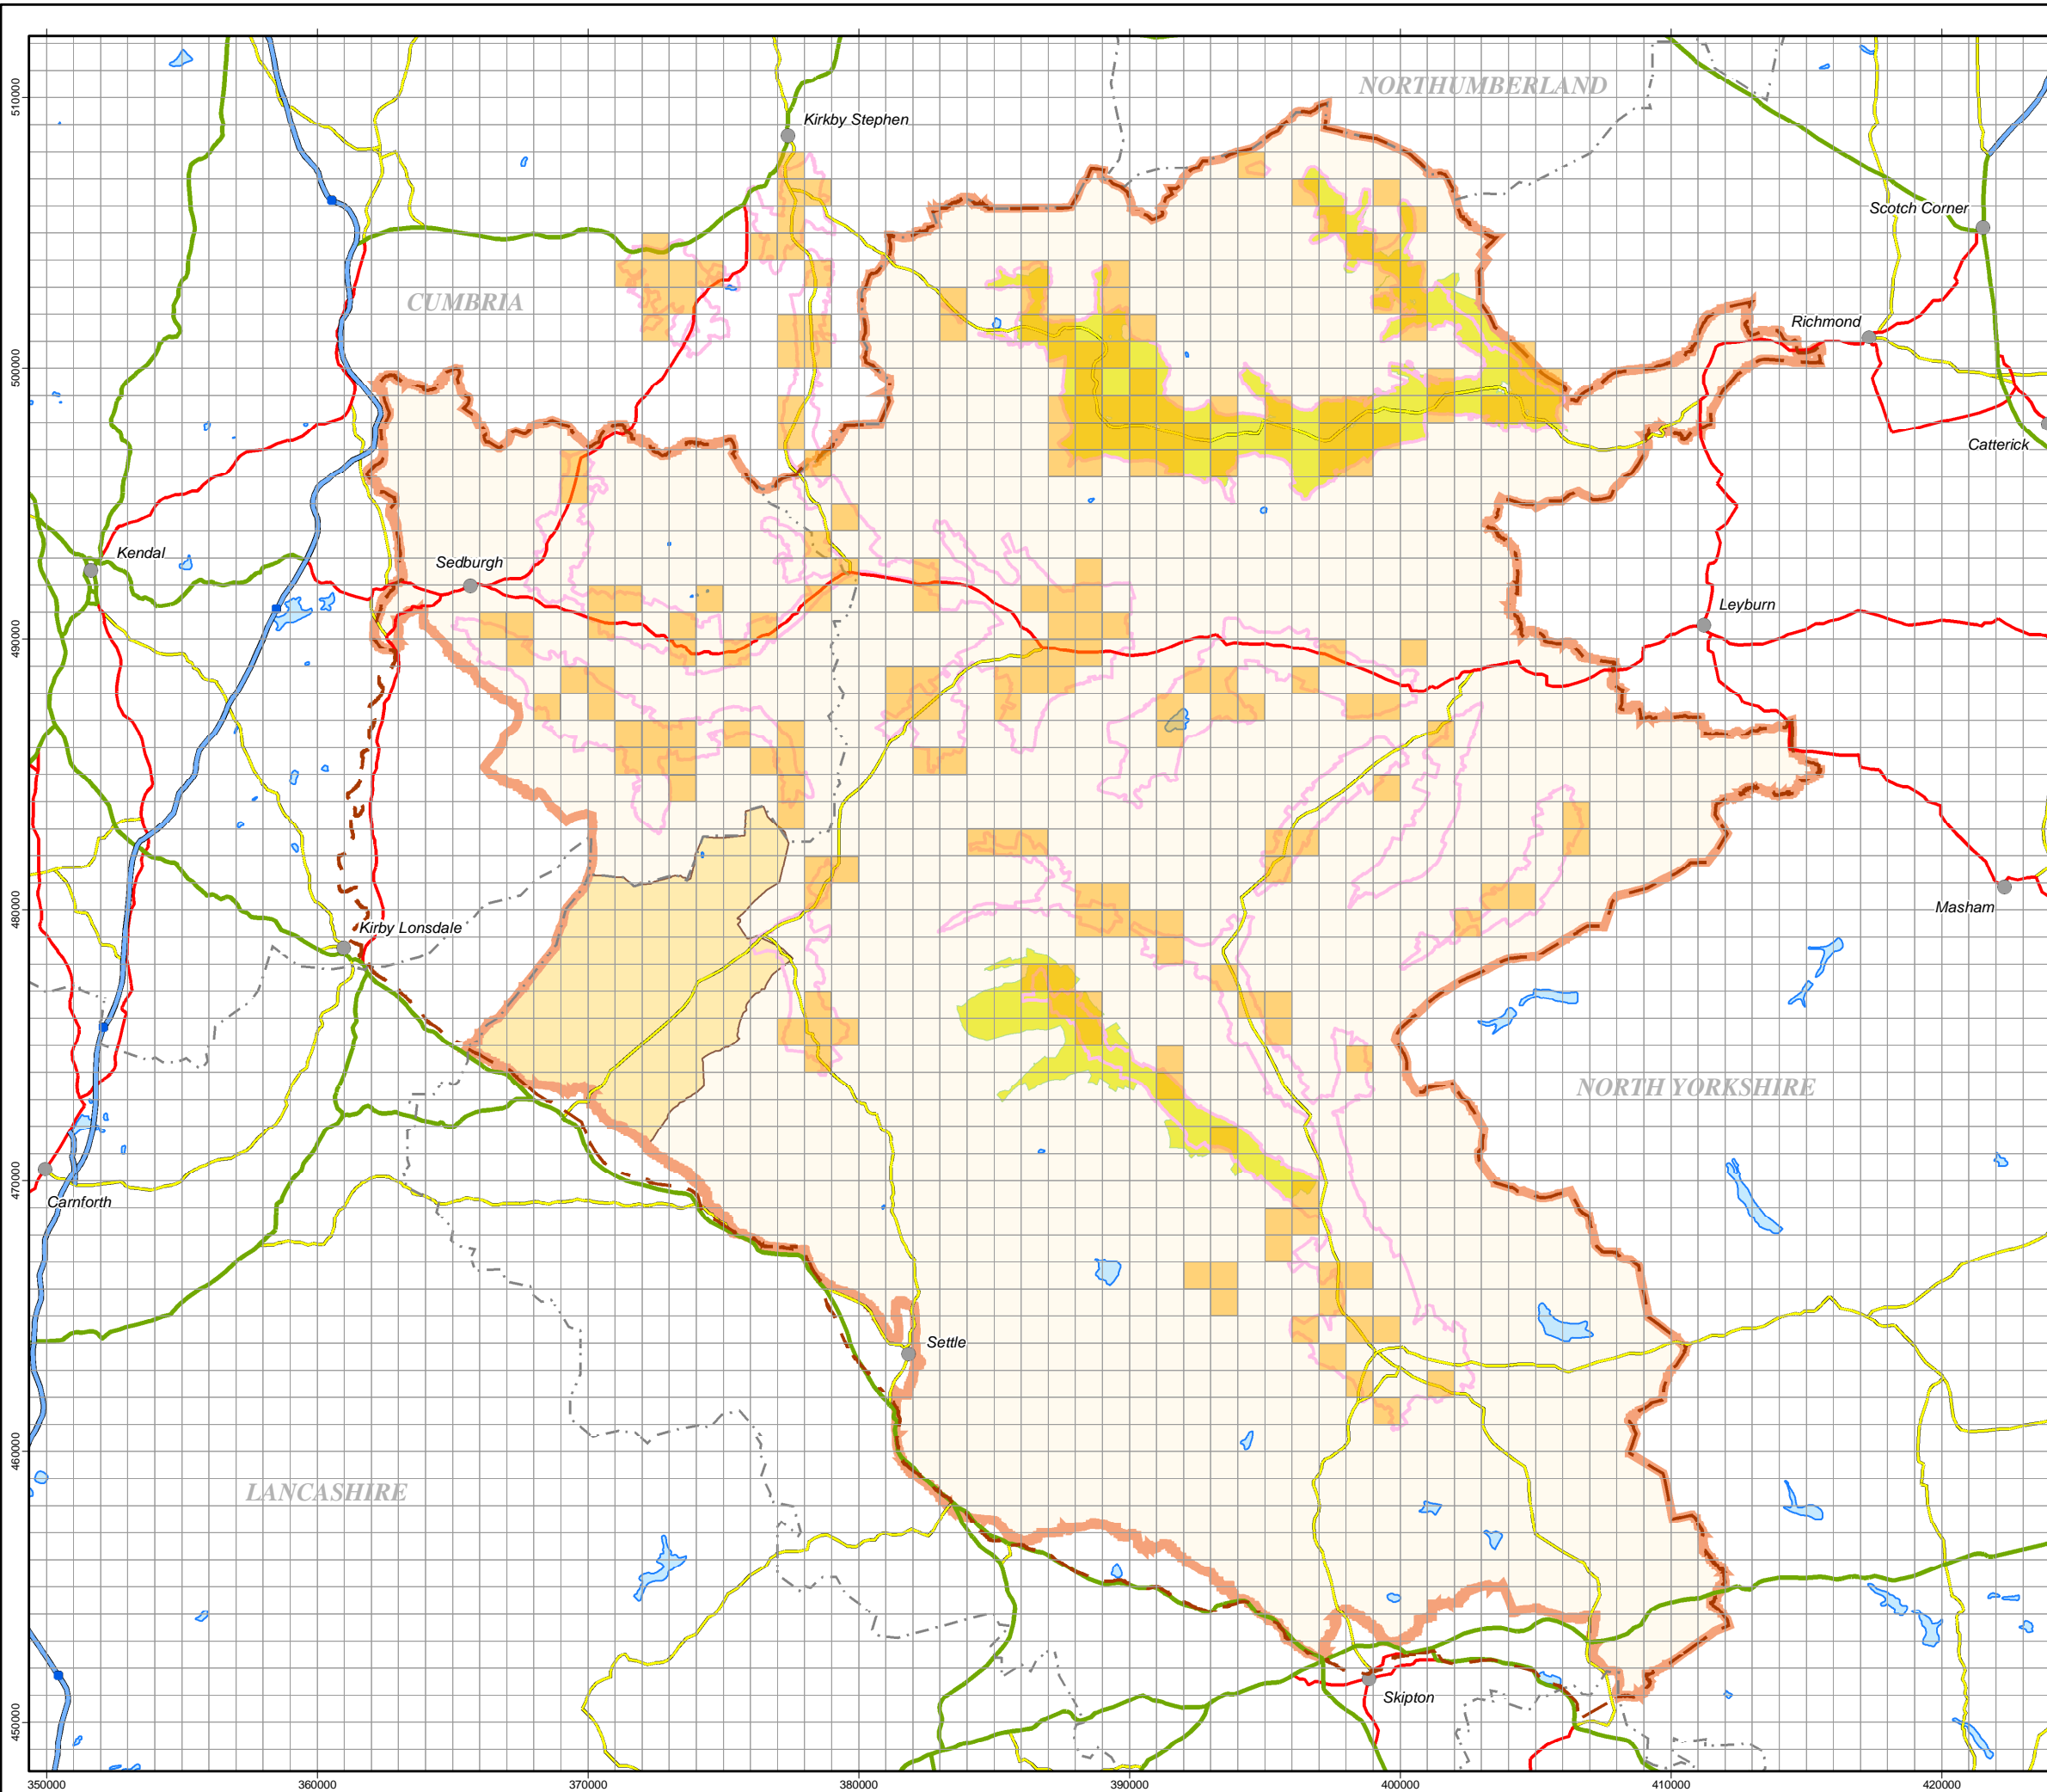 NORTHUMBERLAND
510000
Kirkby Stephen
Scotch Corner
CUMBRIA
Richmond
500000
Catterick
Kendal
Sedburgh
Leyburn
490000
480000
Masham
Kirby Lonsdale
NORTH YORKSHIRE
470000
Carnforth
Settle
460000
LANCASHIRE
Skipton
450000
350000 360000 370000 380000 390000 400000 410000 420000